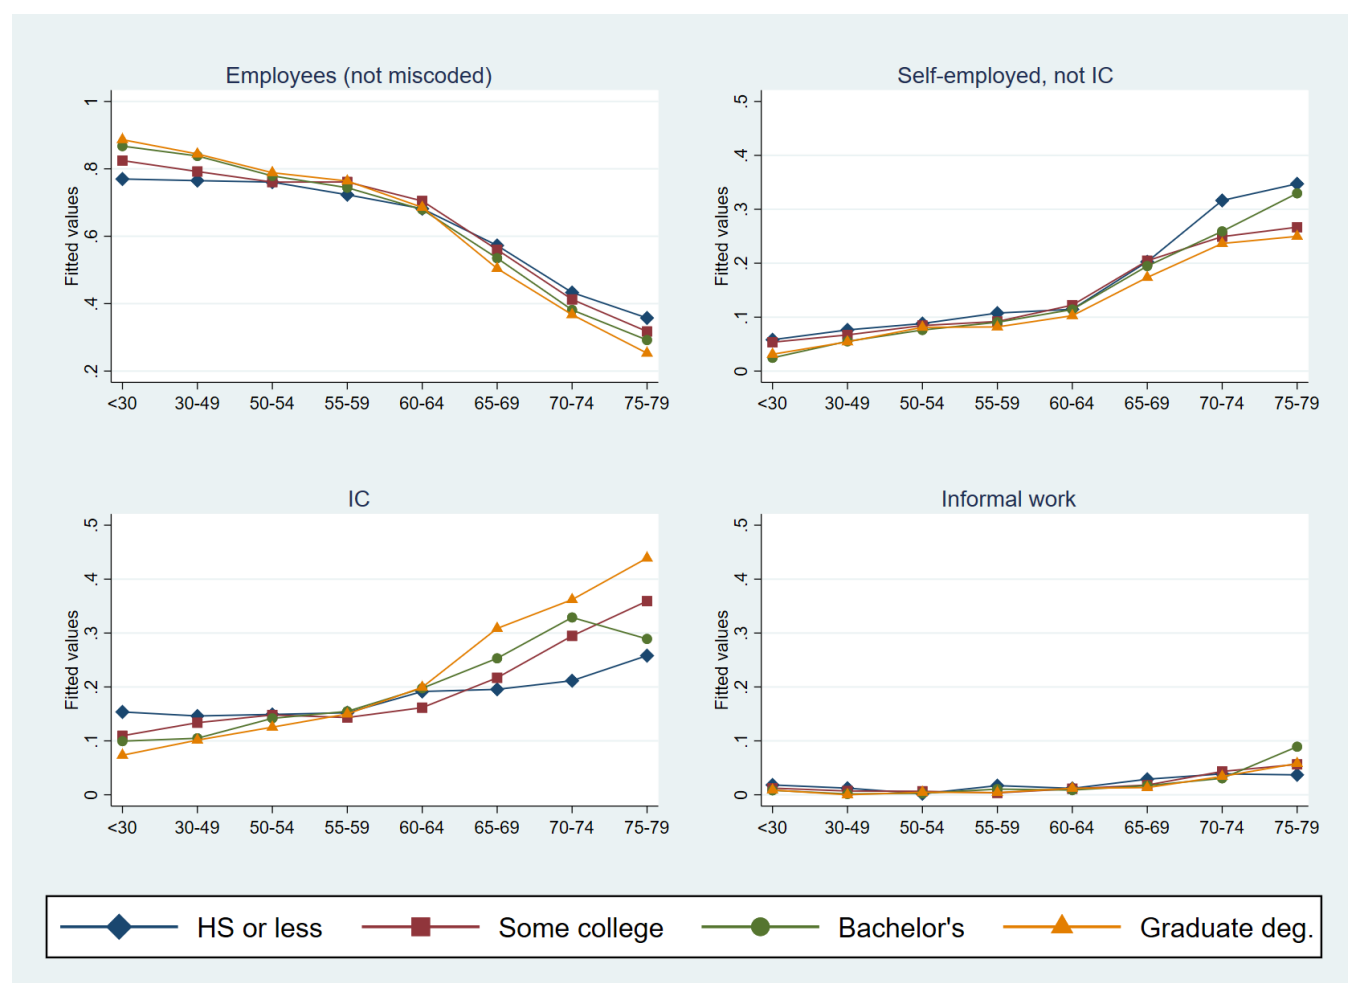 Employees (not miscoded)
Fitted values
1
.8
.6
.4
.2
<30 30-49 50-54 55-59 60-64 65-69 70-74 75-79
Self-employed, not IC
Fitted values
.5
.4
.3
.2
.1
0
<30 30-49 50-54 55-59 60-64 65-69 70-74 75-79
IC
Fitted values
.5
.4
.3
.2
.1
0
<30 30-49 50-54 55-59 60-64 65-69 70-74 75-79
Informal work
Fitted values
.5
.4
.3
.2
.1
0
<30 30-49 50-54 55-59 60-64 65-69 70-74 75-79
HS or less Some college Bachelor's Graduate deg.